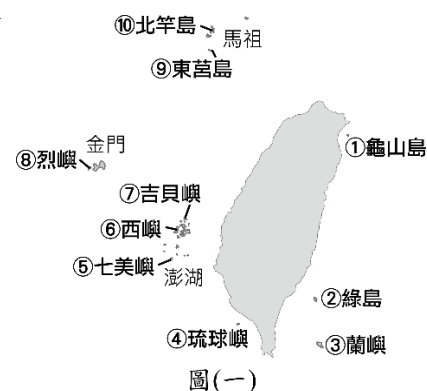 ⑩北竿島
馬祖
⑨東莒島
①龜山島
金門
⑧烈嶼
⑦吉貝嶼
⑥西嶼
⑤七美嶼
澎湖
②綠島
④琉球嶼
③蘭嶼
圖(一)